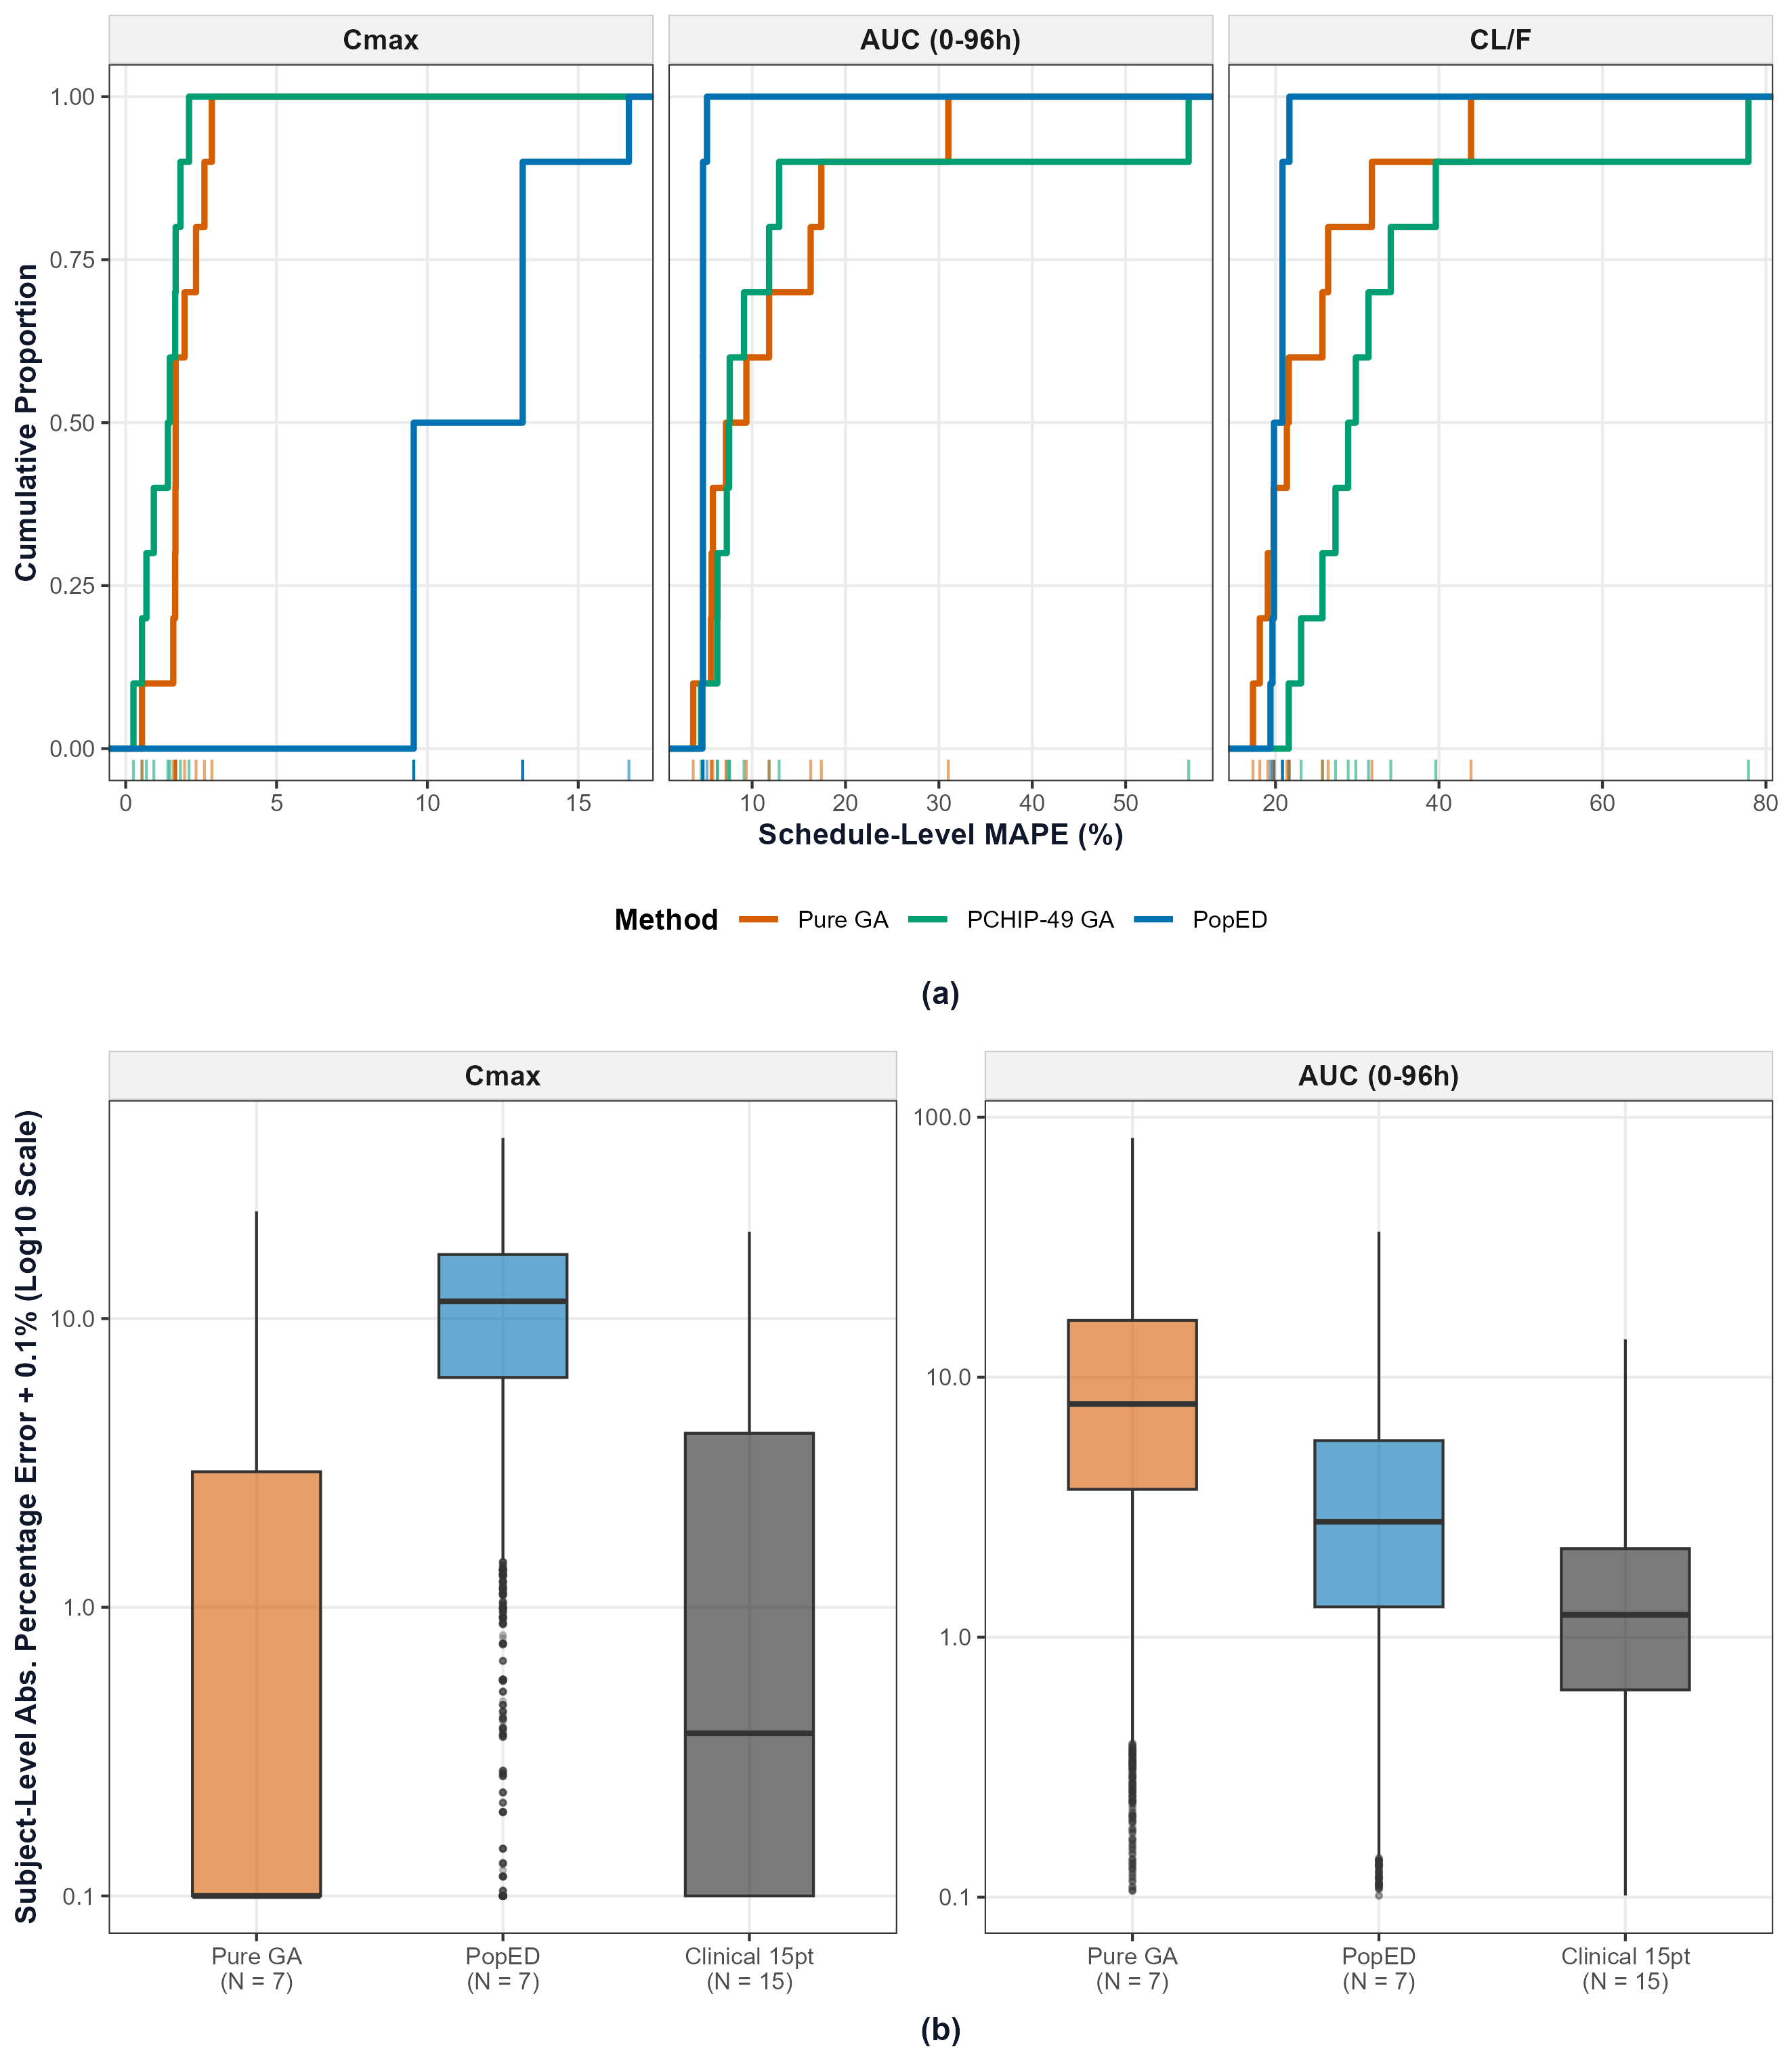 Cmax
AUC (0-96h)
CL/F
Cumulative Proportion
1.00
0.75
0.50
0.25
0.00
0 5 10 15
10 20 30 40 50
20 40 60 80
Schedule-Level MAPE (%)
Method Pure GA PCHIP-49 GA PopED
(a)
Cmax
AUC (0-96h)
Subject-Level Abs. Percentage Error + 0.1% (Log10 Scale)
10.0
1.0
0.1
100.0
10.0
1.0
0.1
Pure GA
(N = 7)
PopED
(N = 7)
Clinical 15pt
(N = 15)
Pure GA
(N = 7)
PopED
(N = 7)
Clinical 15pt
(N = 15)
(b)